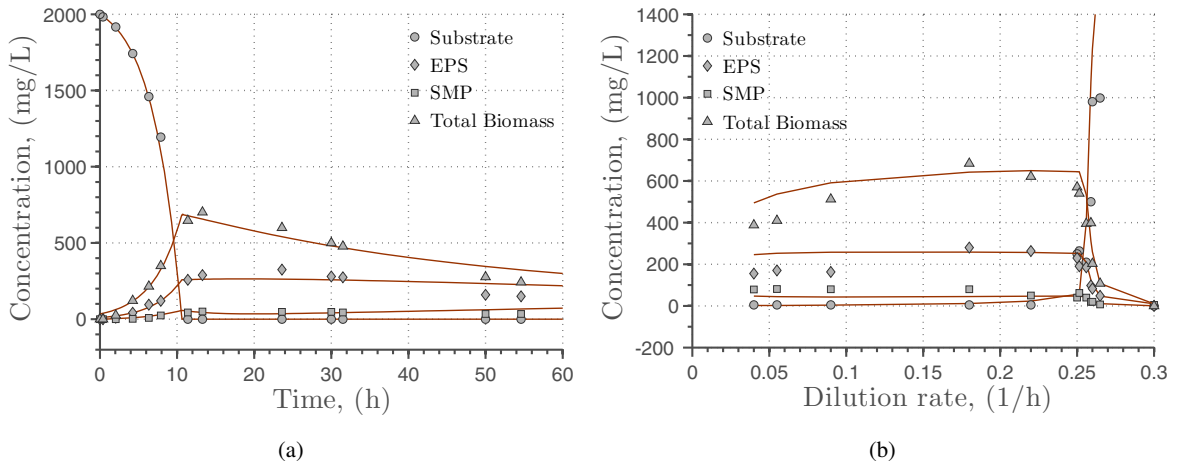 2000
1500
1000
500
0
0
10
20
30
40
50
60
Concentration, (mg/L)
Time, (h)
Substrate
EPS
SMP
Total Biomass
(a)
1400
1200
1000
800
600
400
200
0
-200
0
0.05
0.1
0.15
0.2
0.25
0.3
Concentration, (mg/L)
Dilution rate, (1/h)
Substrate
EPS
SMP
Total Biomass
(b)